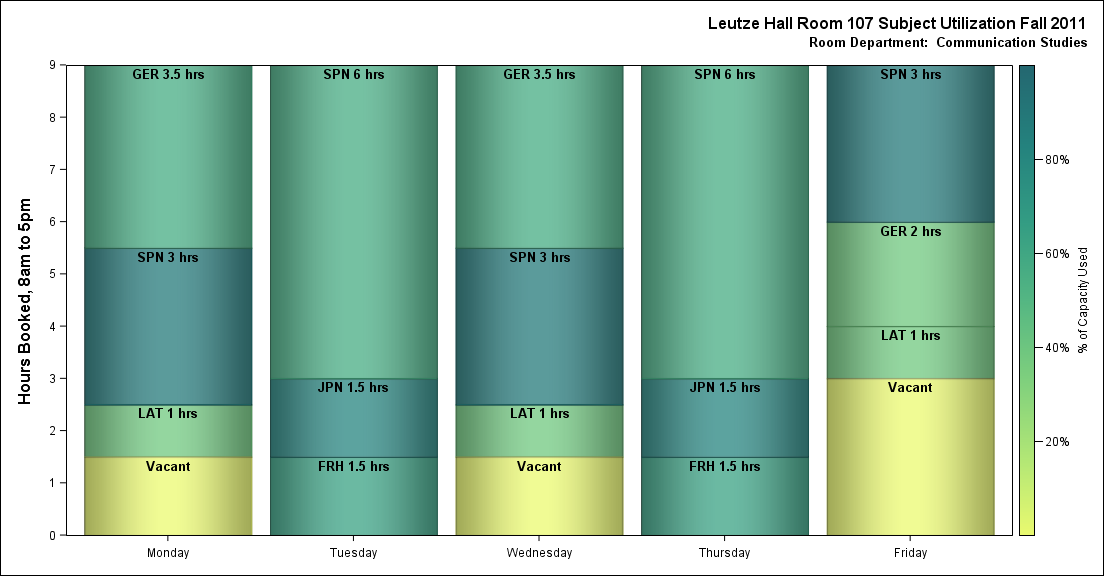 Leutze Hall Room 107 Subject Utilization Fall 2011
Room Department:  Communication Studies
Hours Booked, 8am to 5pm
9
8
7
6
5
4
3
2
1
0
GER 3.5 hrs
SPN 3 hrs
LAT 1 hrs
Vacant
SPN 6 hrs
JPN 1.5 hrs
FRH 1.5 hrs
GER 3.5 hrs
SPN 3 hrs
LAT 1 hrs
Vacant
SPN 6 hrs
JPN 1.5 hrs
FRH 1.5 hrs
SPN 3 hrs
GER 2 hrs
LAT 1 hrs
Vacant
Monday
Tuesday
Wednesday
Thursday
Friday
80%
60%
40%
20%
% of Capacity Used